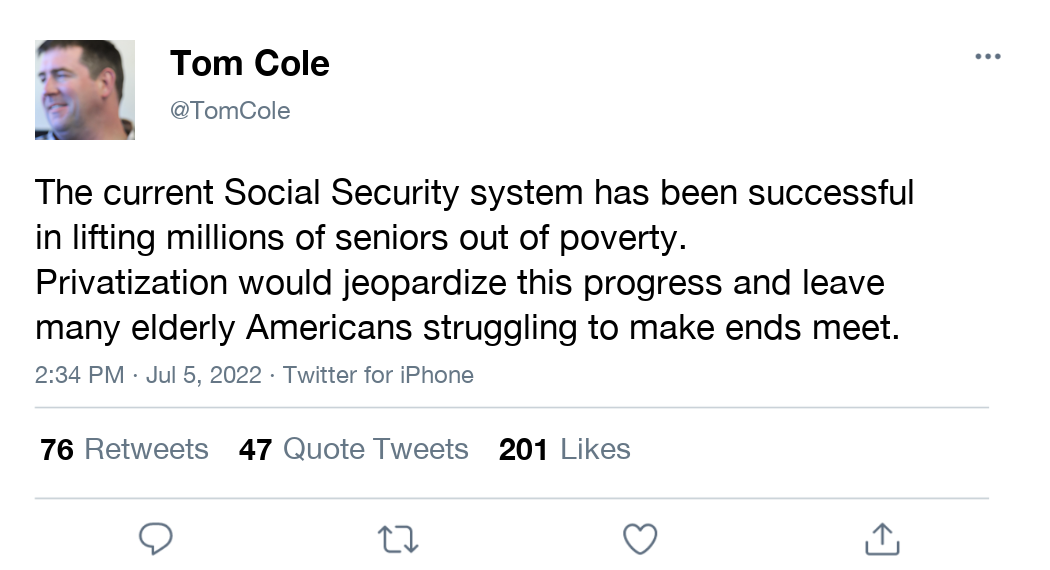 Tom Cole
@TomCole
The current Social Security system has been successful
in lifting millions of seniors out of poverty.
Privatization would jeopardize this progress and leave
many elderly Americans struggling to make ends meet.
2:34 PM · Jul 5, 2022 · Twitter for iPhone
76 Retweets 47 Quote Tweets 201 Likes